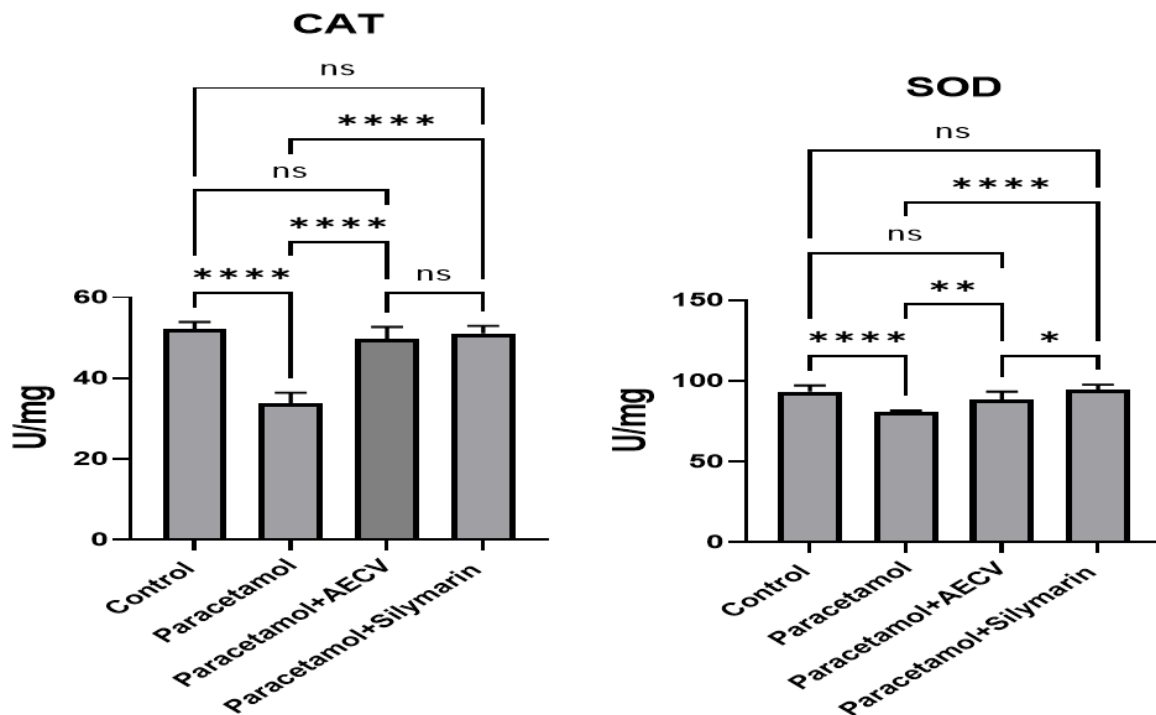 CAT
ns
****
ns
****
****
ns
60
40
20
0
U/mg
Control
Paracetamol
Paracetamol+AECV
Paracetamol+Silymarin
SOD
ns
****
ns
**
****
*
150
100
50
0
U/mg
Control
Paracetamol
Paracetamol+AECV
Paracetamol+Silymarin